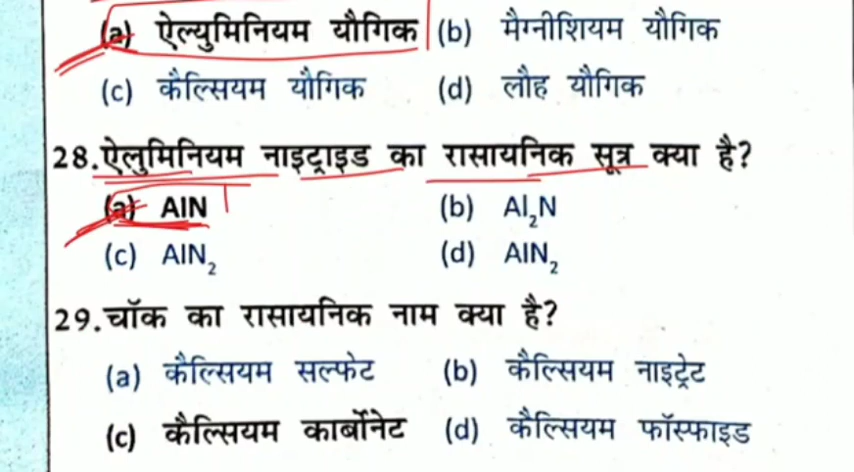 (a) ऐल्युमिनियम यौगिक (b) मैग्नीशियम यौगिक
(c) कैल्सियम यौगिक (d) लौह यौगिक
28.ऐलुमिनियम नाइट्राइड का रासायनिक सूत्र क्या है?
(a) AlN (b) Al₂N
(c) AlN₂ (d) AlN₂
29.चॉक का रासायनिक नाम क्या है?
(a) कैल्सियम सल्फेट (b) कैल्सियम नाइट्रेट
(c) कैल्सियम कार्बोनेट (d) कैल्सियम फॉस्फाइड